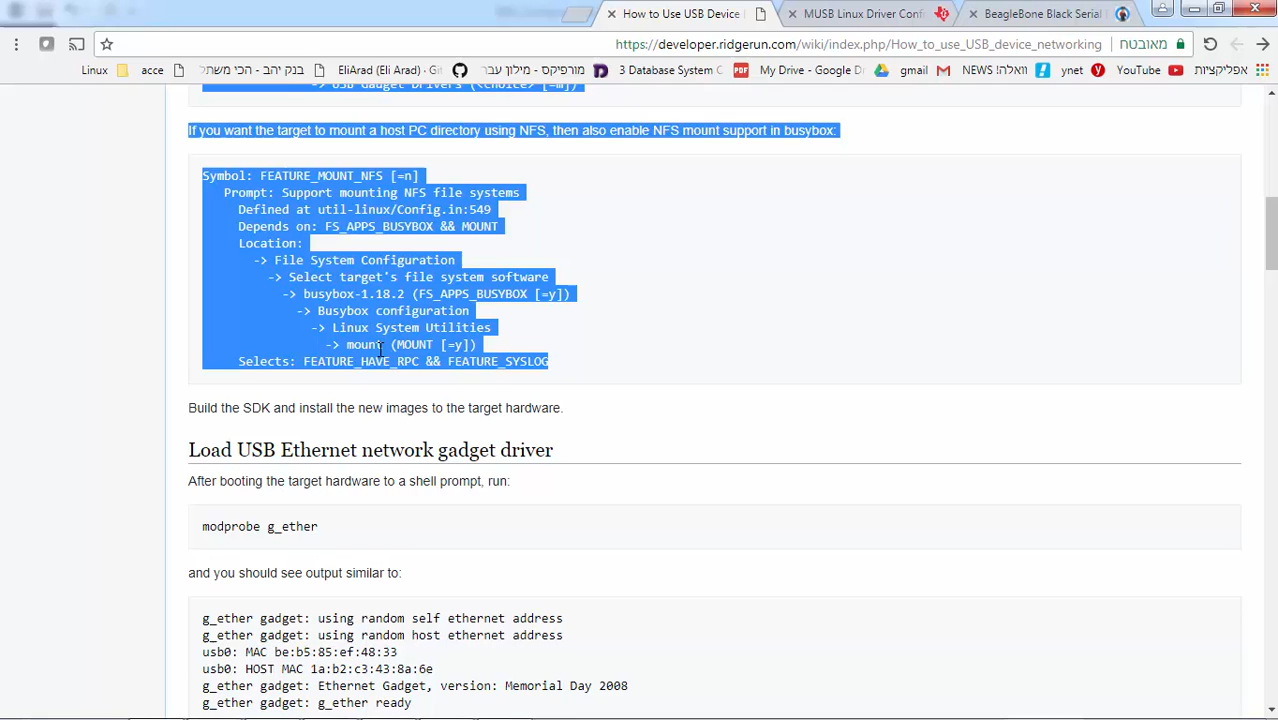 How to Use USB Device
MUSB Linux Driver Conf
BeagleBone Black Serial
https://developer.ridgerun.com/wiki/index.php/How_to_use_USB_device_networking
מאובטח
אפליקציות
YouTube
ynet
וואלה! NEWS
gmail
My Drive - Google D
3 Database System C
מורפיקס - מילון עבר
EliArad (Eli Arad) · Gi
בנק יהב - הכי משתל
acce
Linux
-> USB Gadget Drivers (<choice> [=m])
If you want the target to mount a host PC directory using NFS, then also enable NFS mount support in busybox:
Symbol: FEATURE_MOUNT_NFS [=n]
Prompt: Support mounting NFS file systems
Defined at util-linux/Config.in:549
Depends on: FS_APPS_BUSYBOX && MOUNT
Location:
-> File System Configuration
-> Select target's file system software
-> busybox-1.18.2 (FS_APPS_BUSYBOX [=y])
-> Busybox configuration
-> Linux System Utilities
-> mount (MOUNT [=y])
Selects: FEATURE_HAVE_RPC && FEATURE_SYSLOG
Build the SDK and install the new images to the target hardware.
Load USB Ethernet network gadget driver
After booting the target hardware to a shell prompt, run:
modprobe g_ether
and you should see output similar to:
g_ether gadget: using random self ethernet address
g_ether gadget: using random host ethernet address
usb0: MAC be:b5:85:ef:48:33
usb0: HOST MAC 1a:b2:c3:43:8a:6e
g_ether gadget: Ethernet Gadget, version: Memorial Day 2008
g_ether gadget: g_ether ready